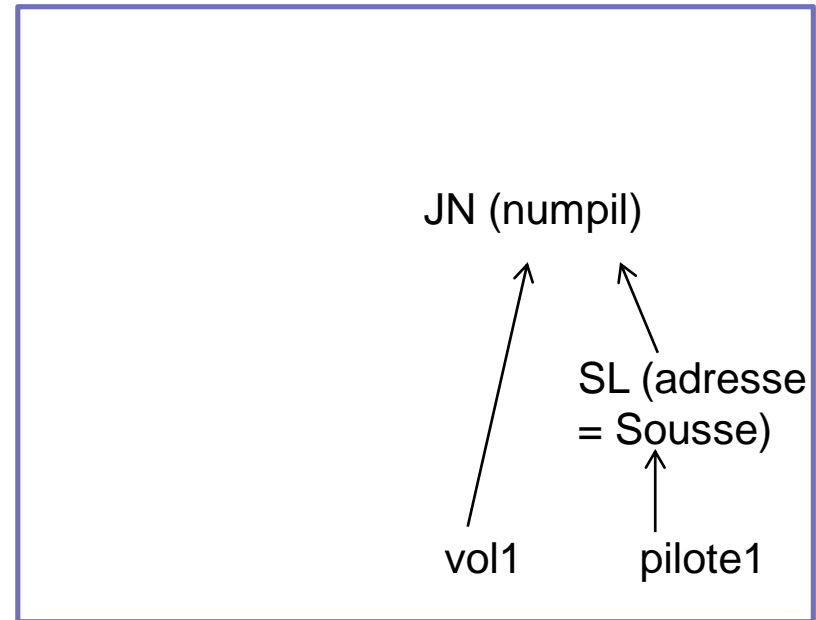 JN (numpil)
SL (adresse
= Sousse)
vol1 pilote1